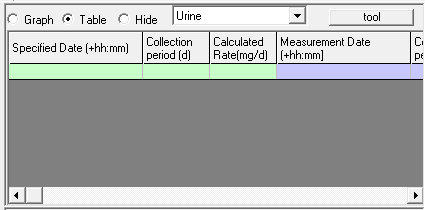 Graph Table Hide Urine tool
Specified Date (+hh:mm) Collection period (d) Calculated Rate(mg/d) Measurement Date (+hh:mm]